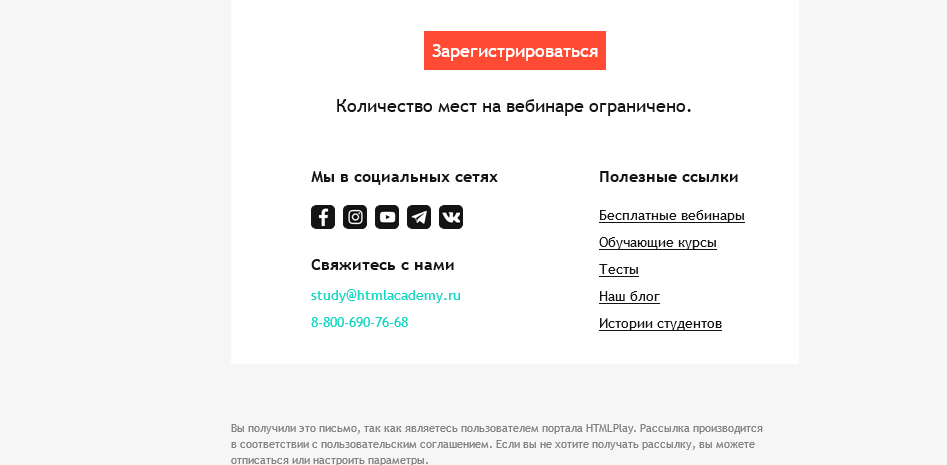 Зарегистрироваться
Количество мест на вебинаре ограничено.
Мы в социальных сетях
Свяжитесь с нами
study@htmlacademy.ru
8-800-690-76-68
Полезные ссылки
Бесплатные вебинары
Обучающие курсы
Тесты
Наш блог
Истории студентов
Вы получили это письмо, так как являетесь пользователем портала HTMLPlay. Рассылка производится
в соответствии с пользовательским соглашением. Если вы не хотите получать рассылку, вы можете
отписаться или настроить параметры.